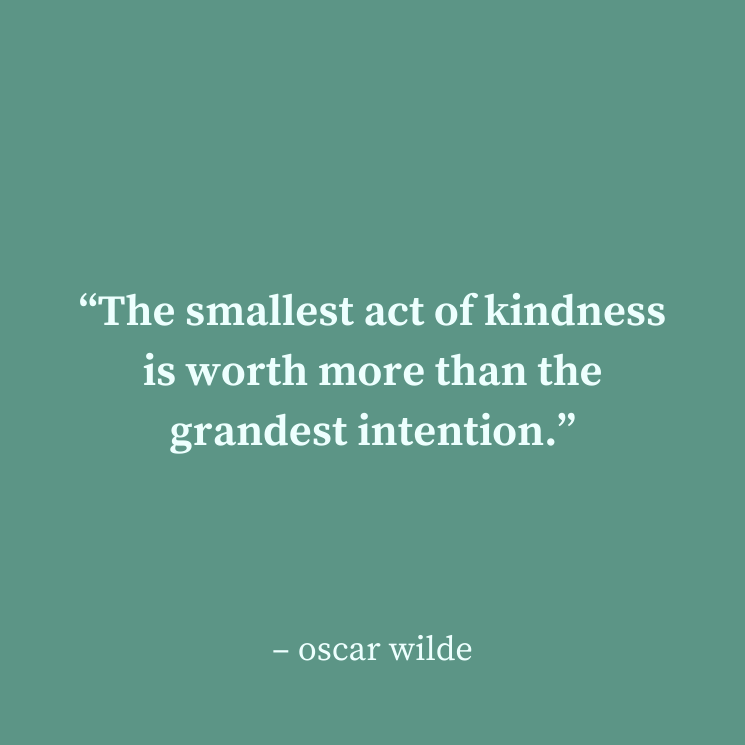 “The smallest act of kindness
is worth more than the
grandest intention.”
– oscar wilde